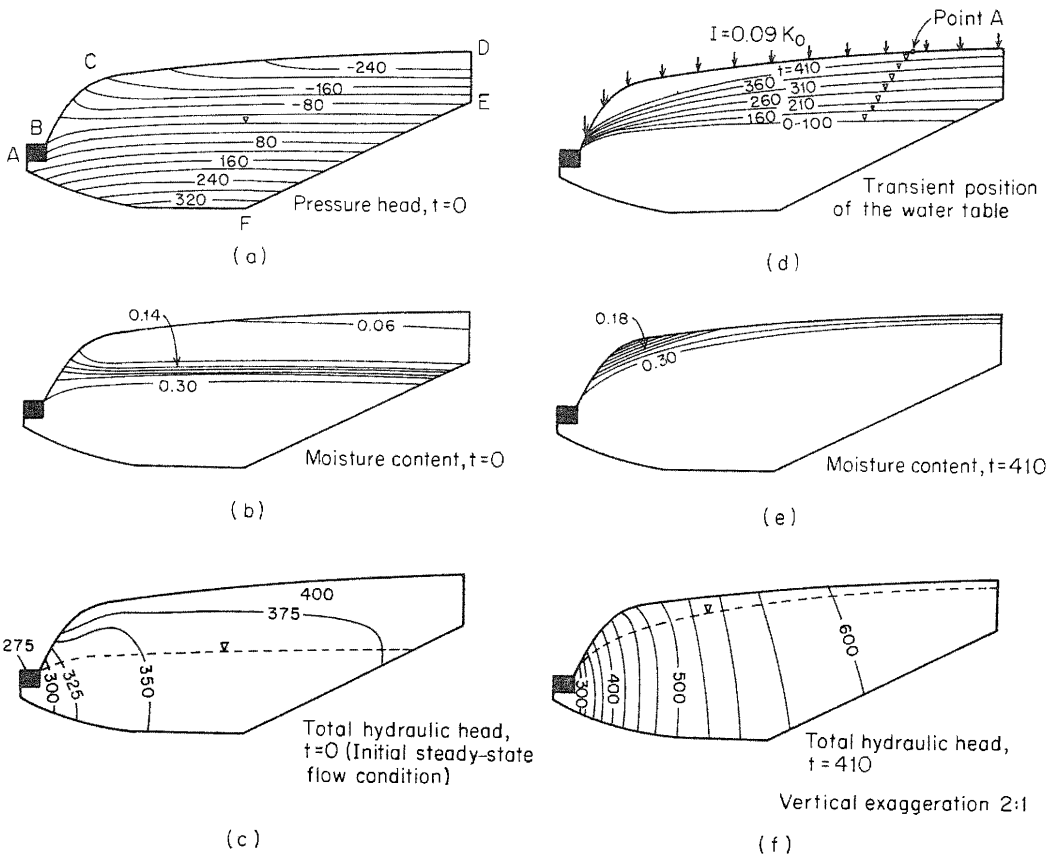 A
B
C
D
E
F
-240
-160
-80
80
160
240
320
Pressure head, t=0
(a)
I=0.09 K₀
Point A
t=410
360 310
260 210
160 0-100
Transient position
of the water table
(d)
0.14
0.06
0.30
Moisture content, t=0
(b)
0.18
0.30
Moisture content, t=410
(e)
400
375
275
300
325
350
Total hydraulic head,
t=0 (Initial steady-state
flow condition)
(c)
300
400
500
600
Total hydraulic head,
t=410
Vertical exaggeration 2:1
(f)